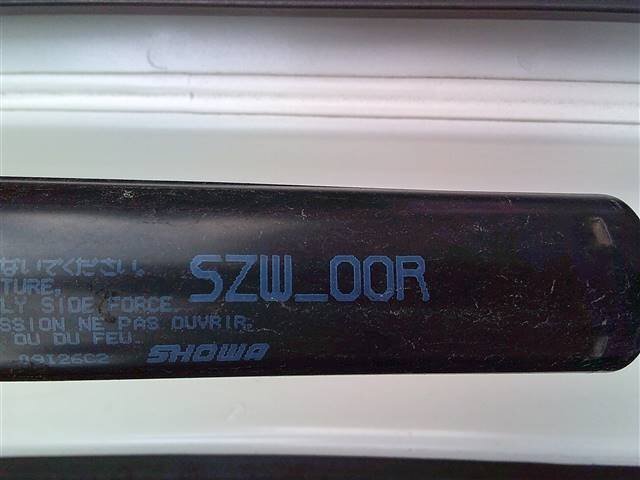 ないでください。
TURE.
LY SIDE FORCE
SSION NE PAS OUVRIR.
OU DU FEU.
SHOWA
SZW_00R